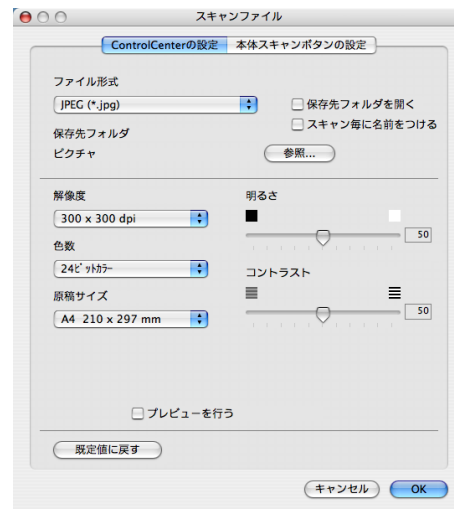 スキャンファイル
ControlCenterの設定 本体スキャンボタンの設定
ファイル形式
JPEG (*.jpg)
保存先フォルダを開く
スキャン毎に名前をつける
保存先フォルダ
ピクチャ
参照...
解像度
300 x 300 dpi
色数
24ﾋﾞｯﾄｶﾗｰ
原稿サイズ
A4 210 x 297 mm
明るさ
50
コントラスト
50
プレビューを行う
既定値に戻す
キャンセル OK